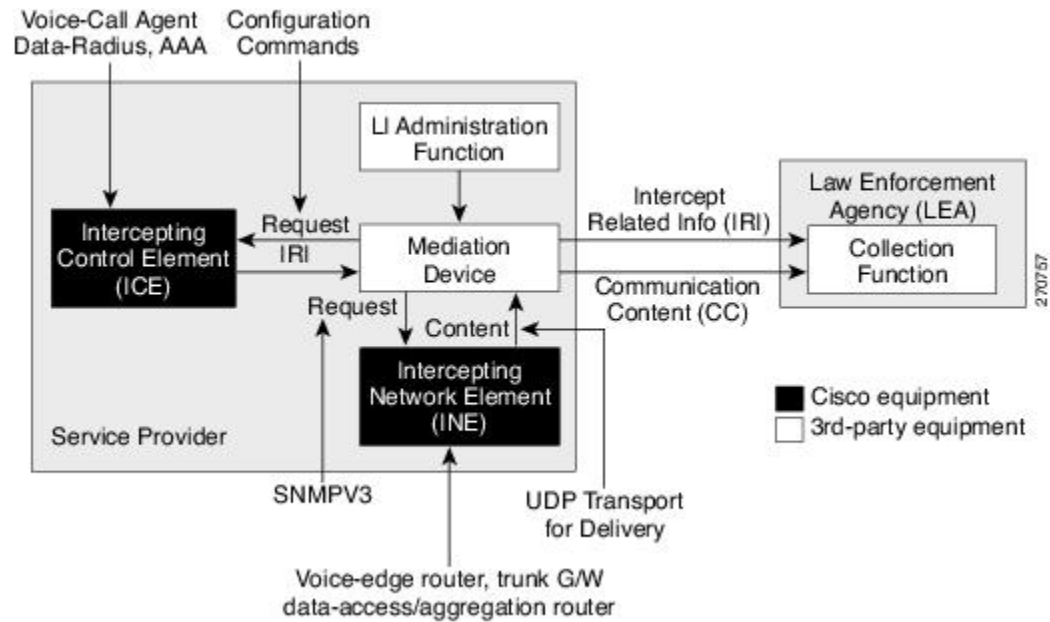 Voice-Call Agent
Data-Radius, AAA
Configuration
Commands
LI Administration
Function
Law Enforcement
Agency (LEA)
Collection
Function
Intercept
Related Info (IRI)
Communication
Content (CC)
Intercepting
Control Element
(ICE)
Request
IRI
Mediation
Device
Request
Content
Intercepting
Network Element
(INE)
Service Provider
Cisco equipment
3rd-party equipment
270757
SNMPV3
UDP Transport
for Delivery
Voice-edge router, trunk G/W
data-access/aggregation router